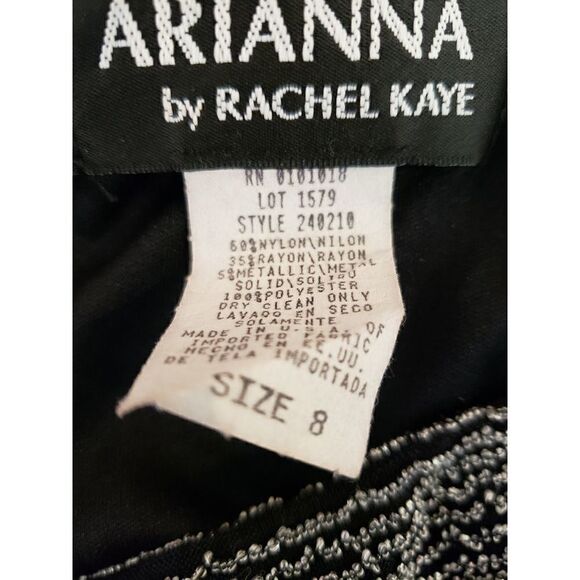 ARIANNA
by RACHEL KAYE
RN 0101018
LOT 1579
STYLE 240210
60%NYLON\NILON
35%RAYON\RAYON
5%METALLIC\METAL
SOLID\SOLIDO
100%POLYESTER
DRY CLEAN ONLY
LAVADO EN SECO
SOLAMENTE
MADE IN U.S.A. OF
IMPORTED FABRIC
HECHO EN EE.UU.
DE TELA IMPORTADA
SIZE 8